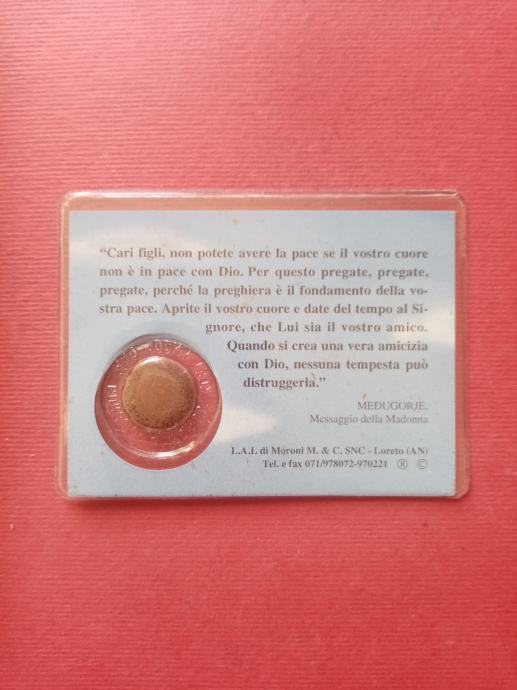 “Cari figli, non potete avere la pace se il vostro cuore
non è in pace con Dio. Per questo pregate, pregate,
pregate, perché la preghiera è il fondamento della vo-
stra pace. Aprite il vostro cuore e date del tempo al Si-
gnore, che Lui sia il vostro amico.
Quando si crea una vera amicizia
con Dio, nessuna tempesta può
distruggerla.”
MEDUGORJE.
Messaggio della Madonna
L.A.I. di Moroni M. & C. SNC - Loreto (AN)
Tel. e fax 071/978072-970221 ® ©